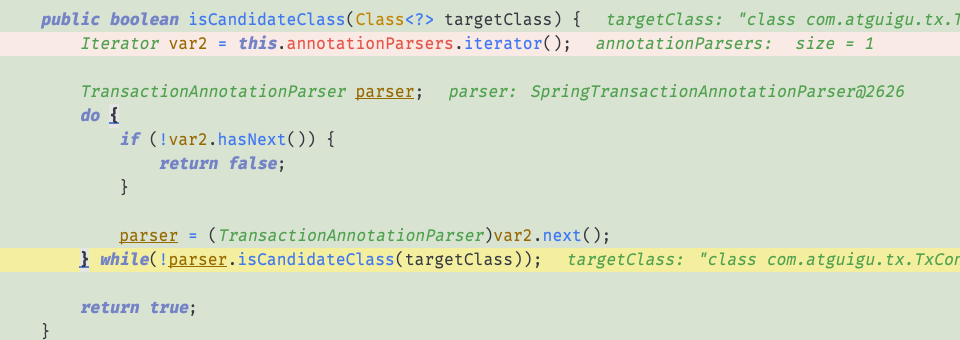 public boolean isCandidateClass(Class<?> targetClass) {  targetClass: "class com.atguigu.tx.T
Iterator var2 = this.annotationParsers.iterator();  annotationParsers:  size = 1
TransactionAnnotationParser parser;  parser: SpringTransactionAnnotationParser@2626
do {
if (!var2.hasNext()) {
return false;
}
parser = (TransactionAnnotationParser)var2.next();
} while(!parser.isCandidateClass(targetClass));  targetClass: "class com.atguigu.tx.TxCon
return true;
}